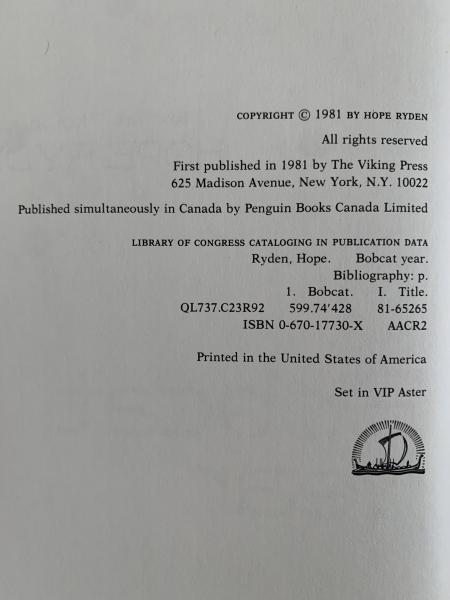 COPYRIGHT © 1981 BY HOPE RYDEN
All rights reserved
First published in 1981 by The Viking Press
625 Madison Avenue, New York, N.Y. 10022
Published simultaneously in Canada by Penguin Books Canada Limited
LIBRARY OF CONGRESS CATALOGING IN PUBLICATION DATA
Ryden, Hope. Bobcat year.
Bibliography: p.
1. Bobcat. I. Title.
QL737.C23R92 599.74'428 81-65265
ISBN 0-670-17730-X AACR2
Printed in the United States of America
Set in VIP Aster